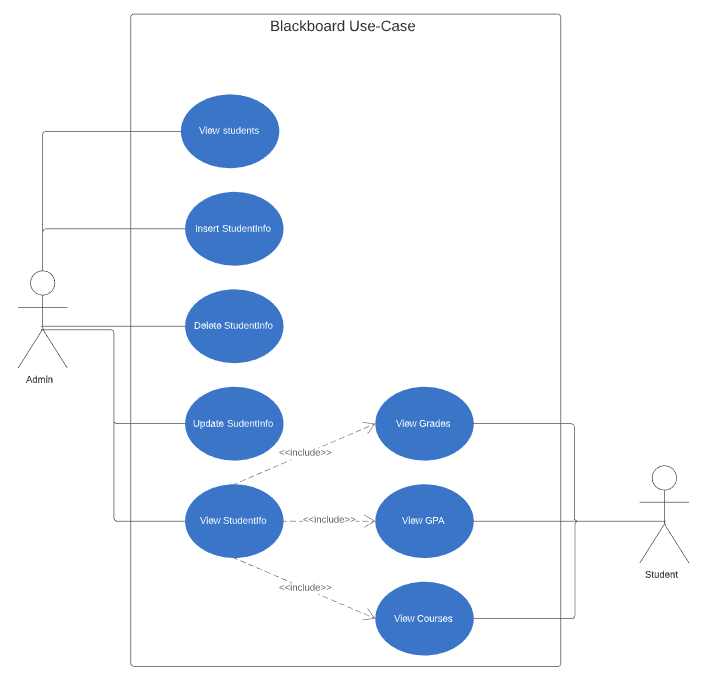 Blackboard Use-Case
View students
Insert StudentInfo
Delete StudentInfo
Admin
Update SudentInfo
View Grades
<<include>>
View StudentIfo
<<include>>
View GPA
Student
<<include>>
View Courses